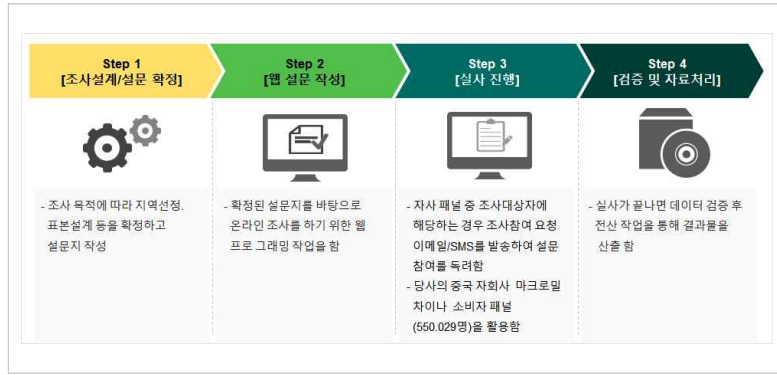 Step 1
[조사설계/설문 확정]
Step 2
[웹 설문 작성]
Step 3
[실사 진행]
Step 4
[검증 및 자료처리]
- 조사 목적에 따라 지역선정.
표본설계 등을 확정하고
설문지 작성
- 확정된 설문지를 바탕으로
온라인 조사를 하기 위한 웹
프로 그래밍 작업을 함
- 자사 패널 중 조사대상자에
해당하는 경우 조사참여 요청
이메일/SMS를 발송하여 설문
참여를 독려함
- 당사의 중국 자회사 마크로밀
차이나 소비자 패널
(550.029명)을 활용함
- 실사가 끝나면 데이터 검증 후
전산 작업을 통해 결과물을
산출 함